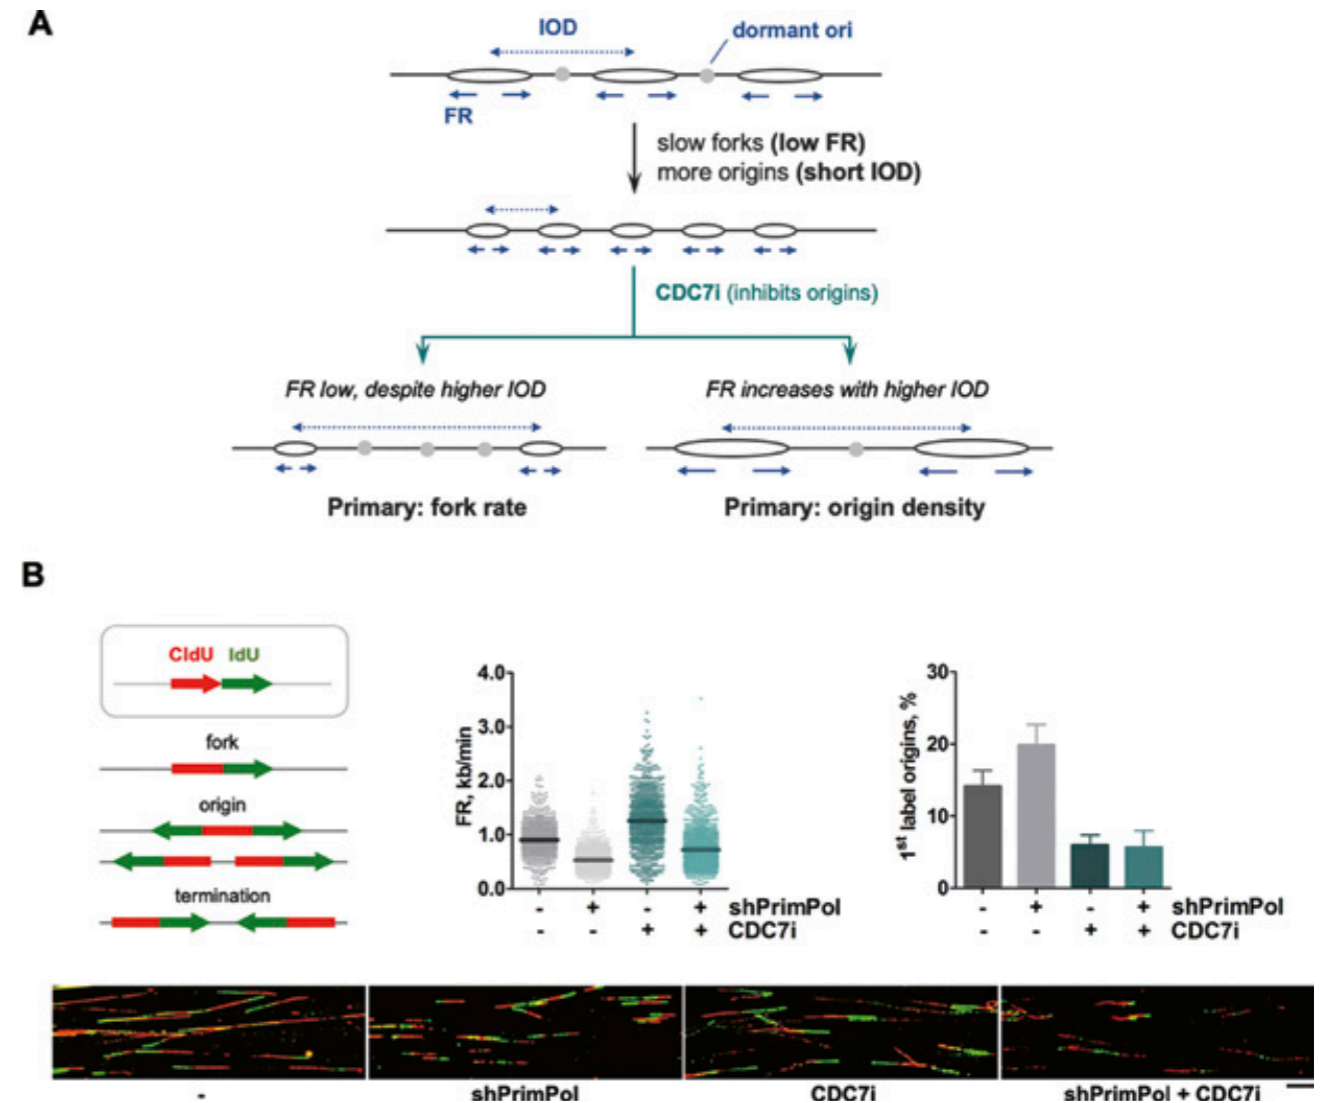 A
IOD
dormant ori
FR
slow forks (low FR)
more origins (short IOD)
CDC7i (inhibits origins)
FR low, despite higher IOD
FR increases with higher IOD
Primary: fork rate
Primary: origin density
B
CldU IdU
fork
origin
termination
FR, kb/min
4.0
3.0
2.0
1.0
0.0
- + - + shPrimPol
- - + + CDC7i
1st label origins, %
30
20
10
0
- + - + shPrimPol
- - + + CDC7i
- shPrimPol CDC7i shPrimPol + CDC7i